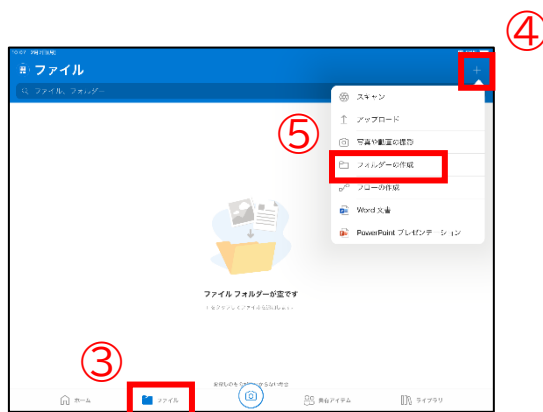 ④
ファイル
ファイル、フォルダー
＋
スキャン
アップロード
⑤
写真や動画の撮影
フォルダーの作成
フローの作成
Word 文書
PowerPoint プレゼンテーション
ファイル フォルダーが空です
③
ホーム
ファイル
共有アイテム
ライブラリ